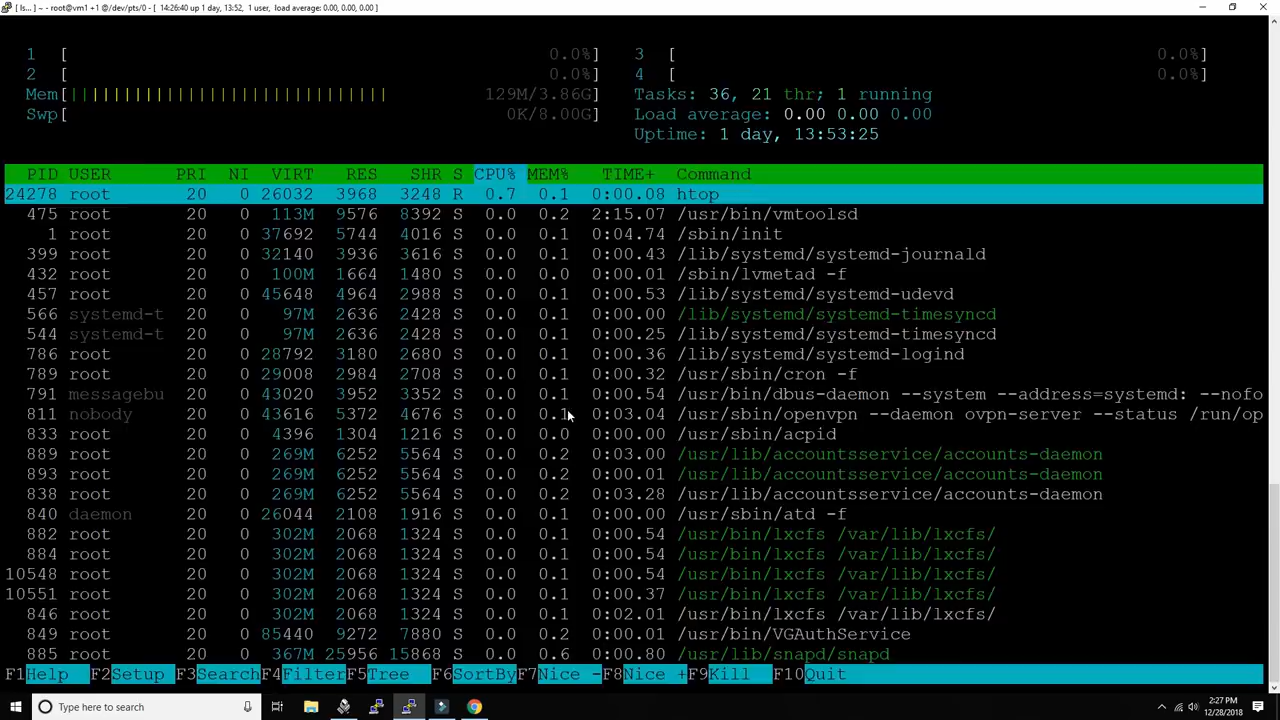 [ ls... ] ~ - root@vm1 +1 @/dev/pts/0 - [ 14:26:40 up 1 day, 13:52, 1 user, load average: 0.00, 0.00, 0.00 ]
1 [ 0.0%] 3 [ 0.0%]
2 [ 0.0%] 4 [ 0.0%]
Mem[||||||||||||||||||||||||||||||129M/3.86G] Tasks: 36, 21 thr; 1 running
Swp[ 0K/8.00G] Load average: 0.00 0.00 0.00
Uptime: 1 day, 13:53:25
PID USER PRI NI VIRT RES SHR S CPU% MEM% TIME+ Command
24278 root 20 0 26032 3968 3248 R 0.7 0.1 0:00.08 htop
475 root 20 0 113M 9576 8392 S 0.0 0.2 2:15.07 /usr/bin/vmtoolsd
1 root 20 0 37692 5744 4016 S 0.0 0.1 0:04.74 /sbin/init
399 root 20 0 32140 3936 3616 S 0.0 0.1 0:00.43 /lib/systemd/systemd-journald
432 root 20 0 100M 1664 1480 S 0.0 0.0 0:00.01 /sbin/lvmetad -f
457 root 20 0 45648 4964 2988 S 0.0 0.1 0:00.53 /lib/systemd/systemd-udevd
566 systemd-t 20 0 97M 2636 2428 S 0.0 0.1 0:00.00 /lib/systemd/systemd-timesyncd
544 systemd-t 20 0 97M 2636 2428 S 0.0 0.1 0:00.25 /lib/systemd/systemd-timesyncd
786 root 20 0 28792 3180 2680 S 0.0 0.1 0:00.36 /lib/systemd/systemd-logind
789 root 20 0 29008 2984 2708 S 0.0 0.1 0:00.32 /usr/sbin/cron -f
791 messagebu 20 0 43020 3952 3352 S 0.0 0.1 0:00.54 /usr/bin/dbus-daemon --system --address=systemd: --nofo
811 nobody 20 0 43616 5372 4676 S 0.0 0.1 0:03.04 /usr/sbin/openvpn --daemon ovpn-server --status /run/op
833 root 20 0 4396 1304 1216 S 0.0 0.0 0:00.00 /usr/sbin/acpid
889 root 20 0 269M 6252 5564 S 0.0 0.2 0:03.00 /usr/lib/accountsservice/accounts-daemon
893 root 20 0 269M 6252 5564 S 0.0 0.2 0:00.01 /usr/lib/accountsservice/accounts-daemon
838 root 20 0 269M 6252 5564 S 0.0 0.2 0:03.28 /usr/lib/accountsservice/accounts-daemon
840 daemon 20 0 26044 2108 1916 S 0.0 0.1 0:00.00 /usr/sbin/atd -f
882 root 20 0 302M 2068 1324 S 0.0 0.1 0:00.54 /usr/bin/lxcfs /var/lib/lxcfs/
884 root 20 0 302M 2068 1324 S 0.0 0.1 0:00.54 /usr/bin/lxcfs /var/lib/lxcfs/
10548 root 20 0 302M 2068 1324 S 0.0 0.1 0:00.54 /usr/bin/lxcfs /var/lib/lxcfs/
10551 root 20 0 302M 2068 1324 S 0.0 0.1 0:00.37 /usr/bin/lxcfs /var/lib/lxcfs/
846 root 20 0 302M 2068 1324 S 0.0 0.1 0:02.01 /usr/bin/lxcfs /var/lib/lxcfs/
849 root 20 0 85440 9272 7880 S 0.0 0.2 0:00.01 /usr/bin/VGAuthService
885 root 20 0 367M 25956 15868 S 0.0 0.6 0:00.80 /usr/lib/snapd/snapd
F1Help F2Setup F3SearchF4FilterF5Tree F6SortByF7Nice -F8Nice +F9Kill F10Quit
Type here to search
2:27 PM
12/28/2018